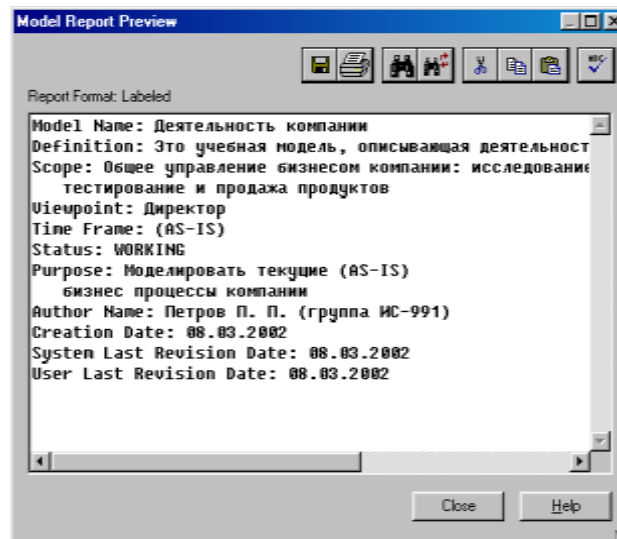 Model Report Preview
Report Format: Labeled
Model Name: Деятельность компании
Definition: Это учебная модель, описывающая деятельност
Scope: Общее управление бизнесом компании: исследование
тестирование и продажа продуктов
Viewpoint: Директор
Time Frame: (AS-IS)
Status: WORKING
Purpose: Моделировать текущие (AS-IS)
бизнес процессы компании
Author Name: Петров П. П. (группа ИС-991)
Creation Date: 08.03.2002
System Last Revision Date: 08.03.2002
User Last Revision Date: 08.03.2002
Close Help